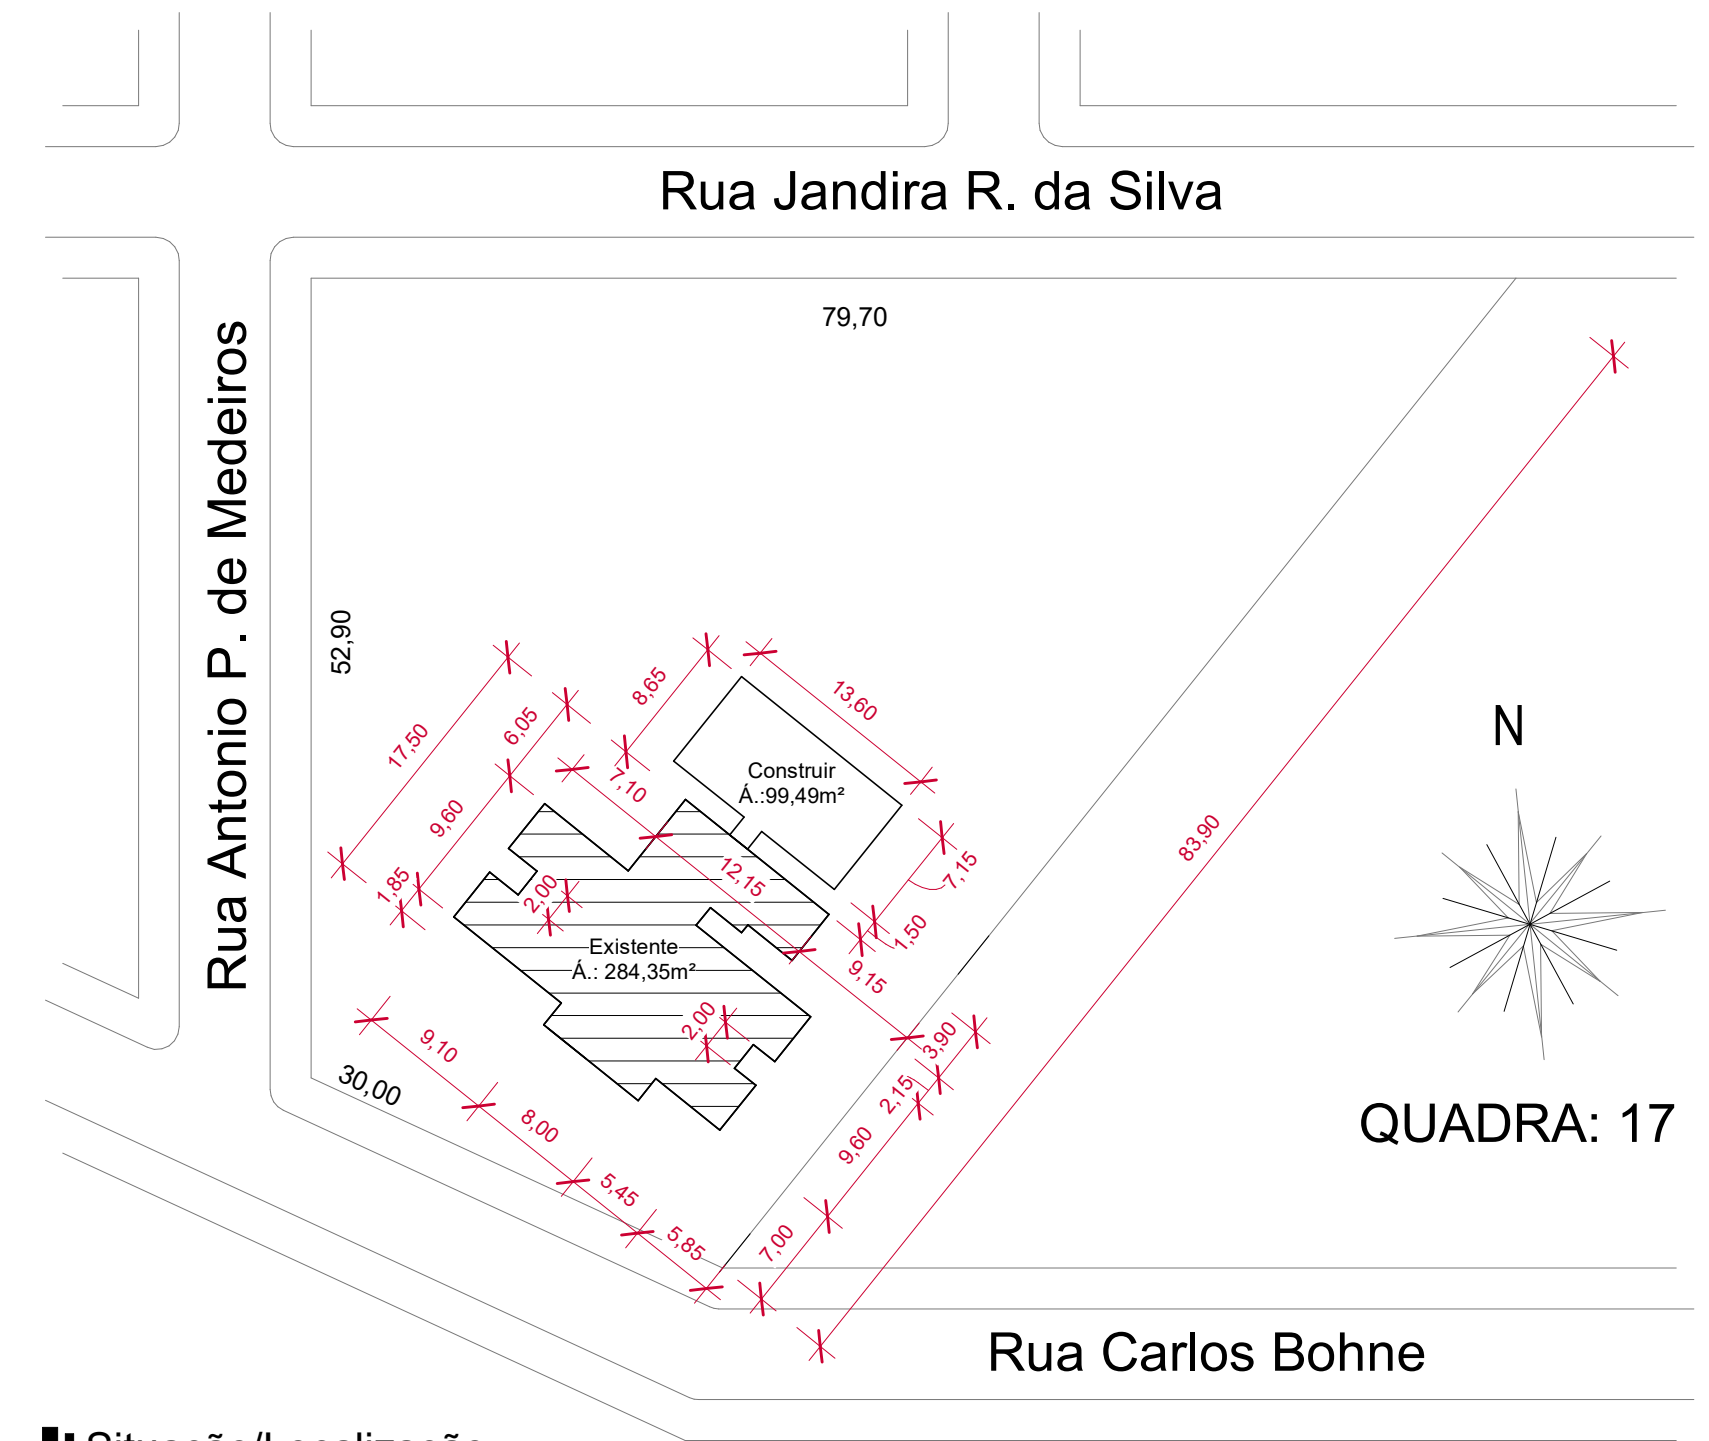 Rua Jandira R. da Silva
79,70
Rua Antonio P. de Medeiros
52,90
17,50
6,05
9,60
1,85
8,65
13,60
7,10
Construir
Á.:99,49m²
12,15
2,00
7,15
1,50
9,15
83,90
N
Existente
Á.: 284,35m²
2,00
3,90
2,15
9,60
7,00
9,10
30,00
8,00
5,45
5,85
QUADRA: 17
Rua Carlos Bohne
Situação/Localização